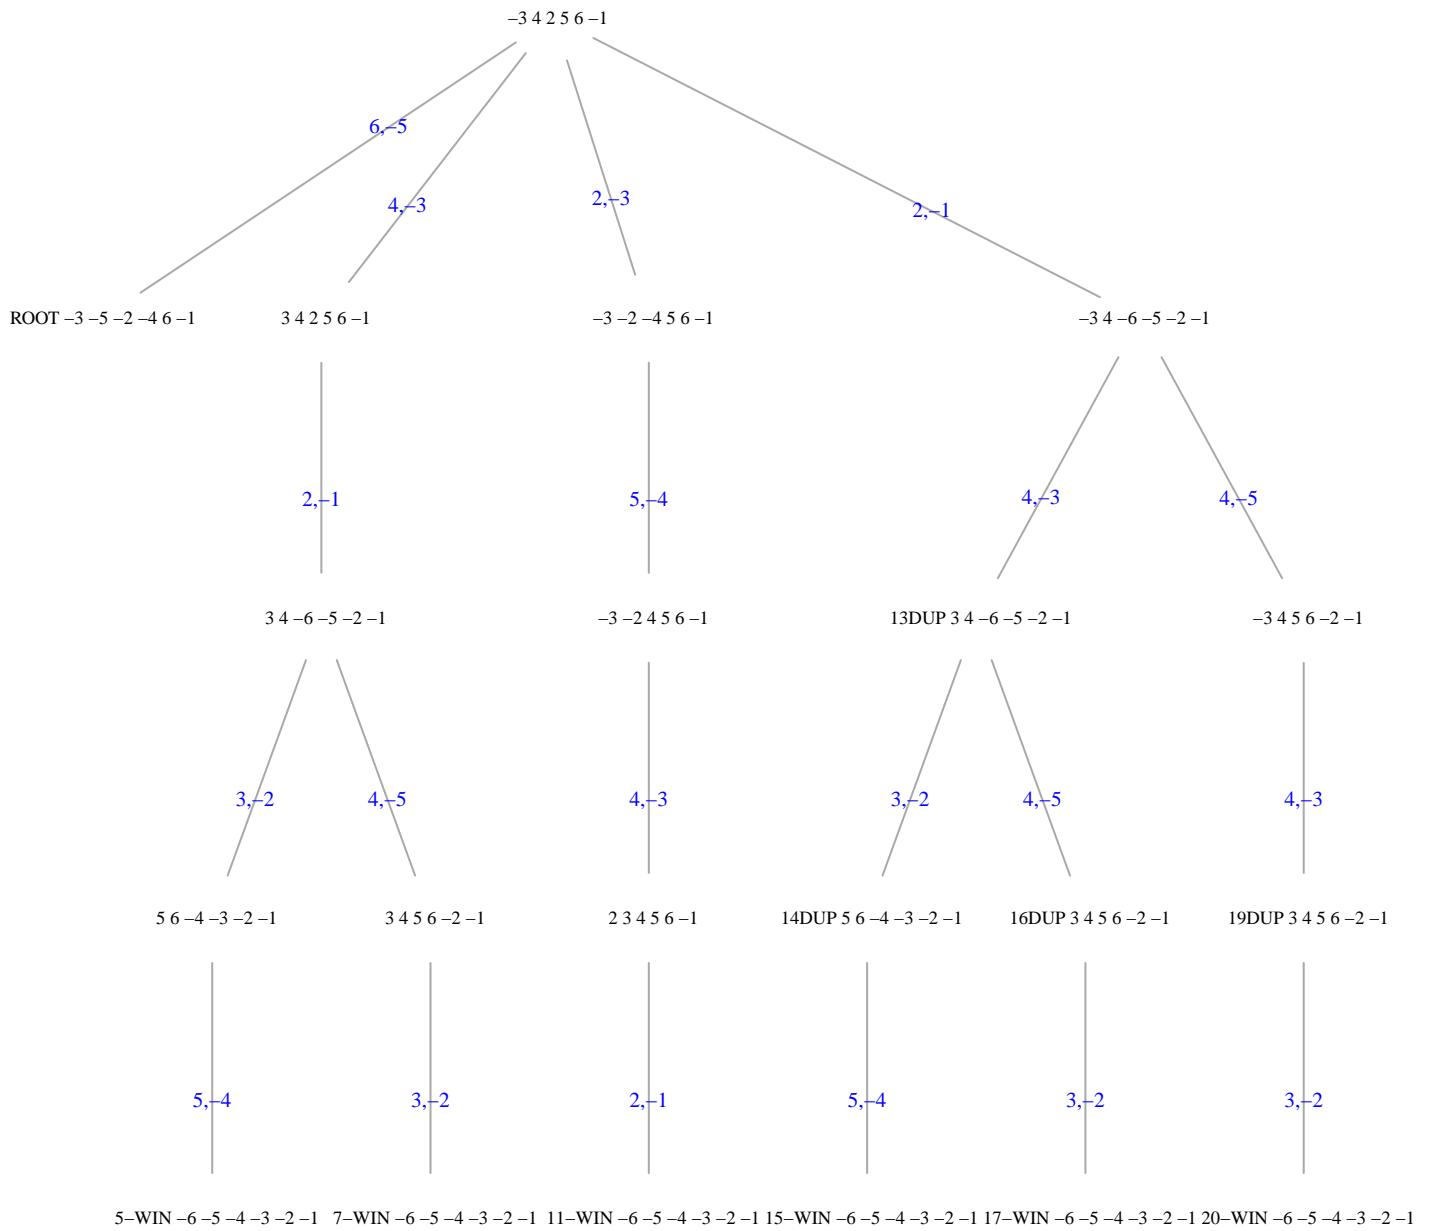 –3 4 2 5 6 –1
6,–5
4,–3
2,–3
2,–1
ROOT –3 –5 –2 –4 6 –1
3 4 2 5 6 –1
–3 –2 –4 5 6 –1
–3 4 –6 –5 –2 –1
2,–1
5,–4
4,–3
4,–5
3 4 –6 –5 –2 –1
–3 –2 4 5 6 –1
13DUP 3 4 –6 –5 –2 –1
–3 4 5 6 –2 –1
3,–2
4,–5
4,–3
3,–2
4,–5
4,–3
5 6 –4 –3 –2 –1
3 4 5 6 –2 –1
2 3 4 5 6 –1
14DUP 5 6 –4 –3 –2 –1
16DUP 3 4 5 6 –2 –1
19DUP 3 4 5 6 –2 –1
5,–4
3,–2
2,–1
5,–4
3,–2
3,–2
5–WIN –6 –5 –4 –3 –2 –1
7–WIN –6 –5 –4 –3 –2 –1
11–WIN –6 –5 –4 –3 –2 –1
15–WIN –6 –5 –4 –3 –2 –1
17–WIN –6 –5 –4 –3 –2 –1
20–WIN –6 –5 –4 –3 –2 –1